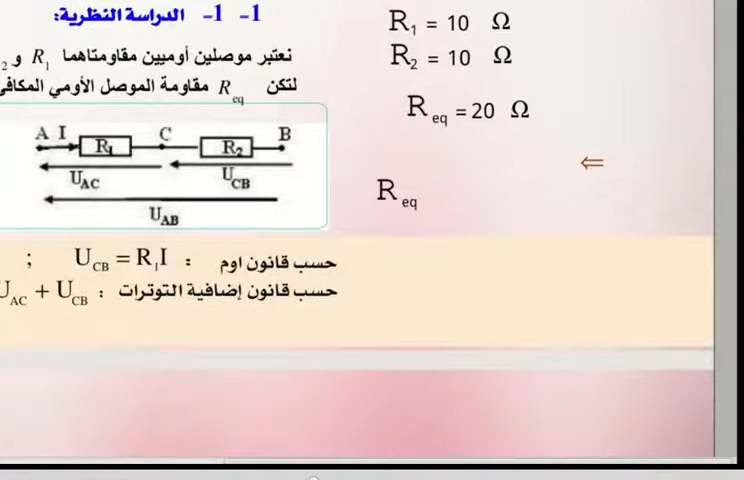 1- 1- الدراسة النظرية:
نعتبر موصلين أوميين مقاومتاهما R1 و 2
لتكن Req مقاومة الموصل الأومي المكافئ
A I R1 C R2 B
UAC UCB
UAB
R1 = 10 Ω
R2 = 10 Ω
Req = 20 Ω
⇐
Req
حسب قانون اوم : UCB = R1I ;
حسب قانون إضافية التوترات : UAC + UCB